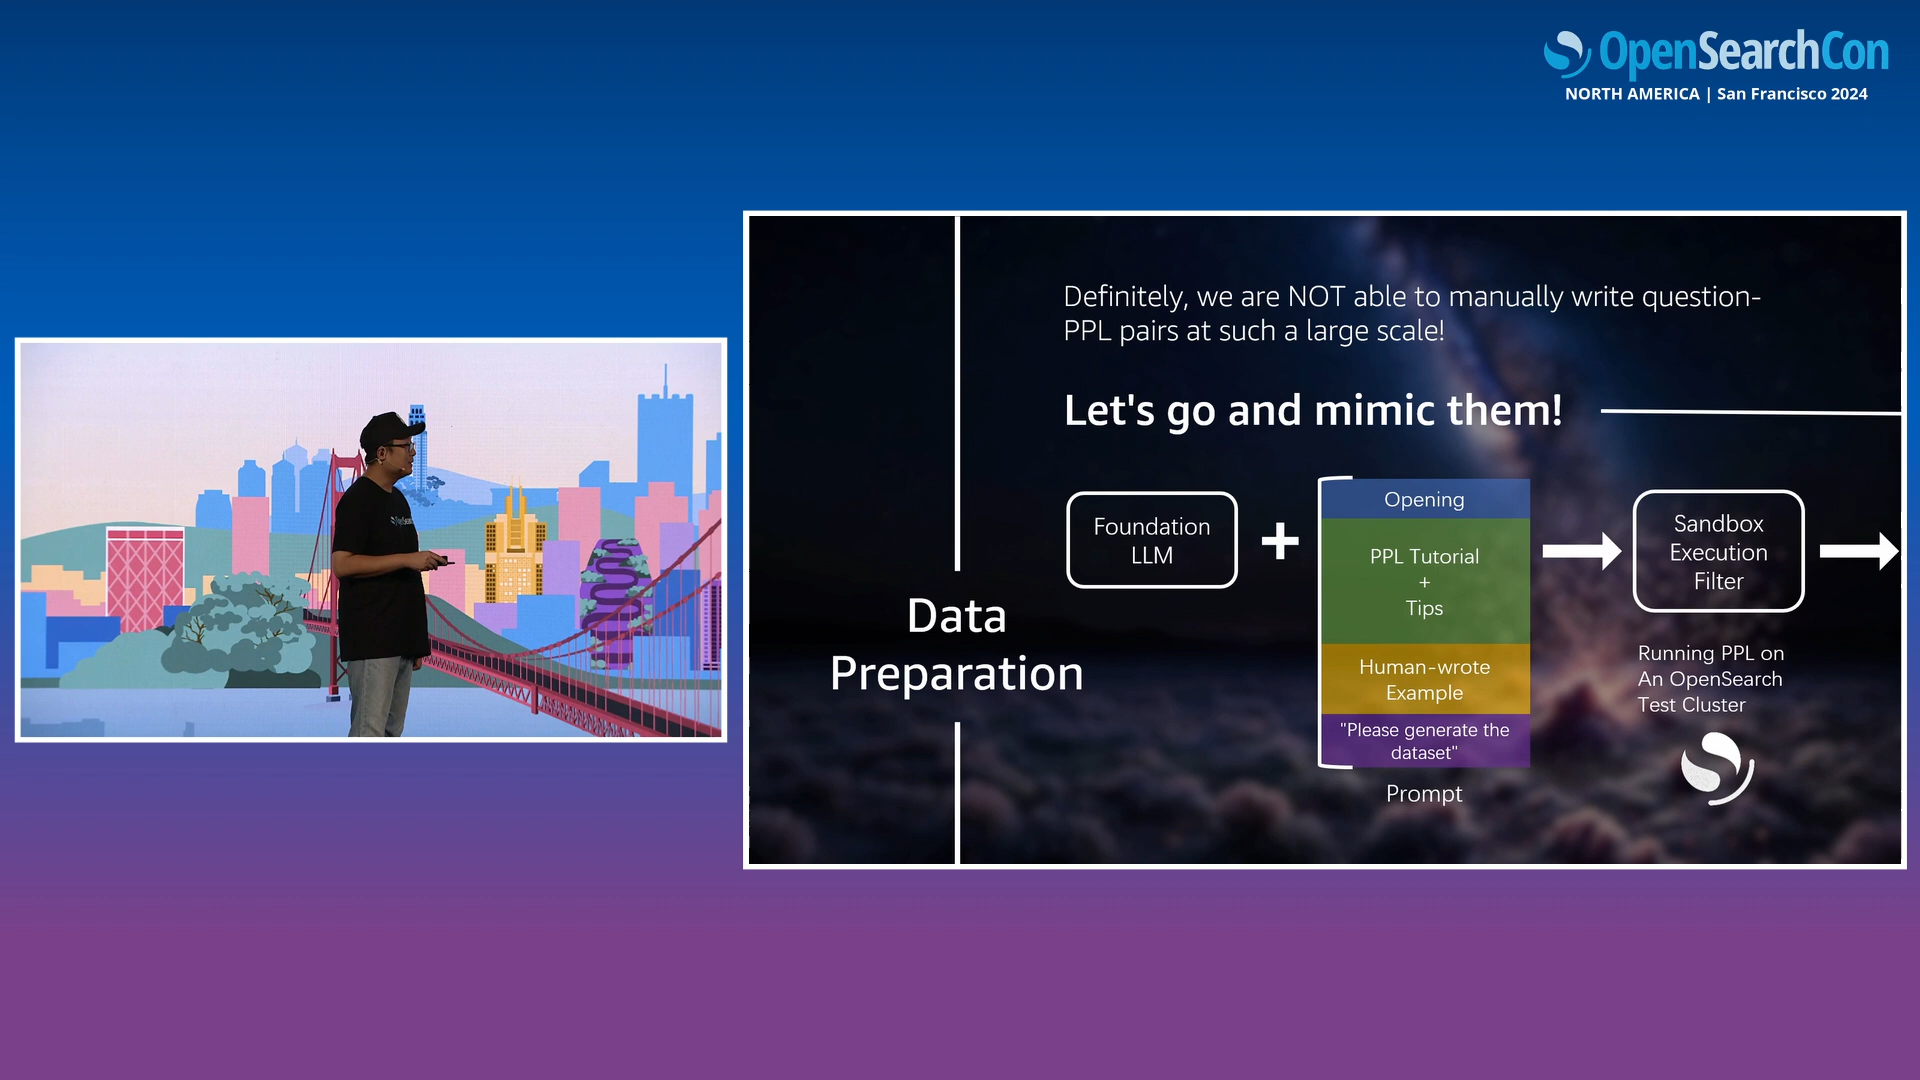 OpenSearchCon
NORTH AMERICA | San Francisco 2024
Definitely, we are NOT able to manually write question-
PPL pairs at such a large scale!
Let's go and mimic them!
Data
Preparation
Foundation
LLM
+
Opening
PPL Tutorial
+
Tips
Human-wrote
Example
"Please generate the
dataset"
Prompt
Sandbox
Execution
Filter
Running PPL on
An OpenSearch
Test Cluster